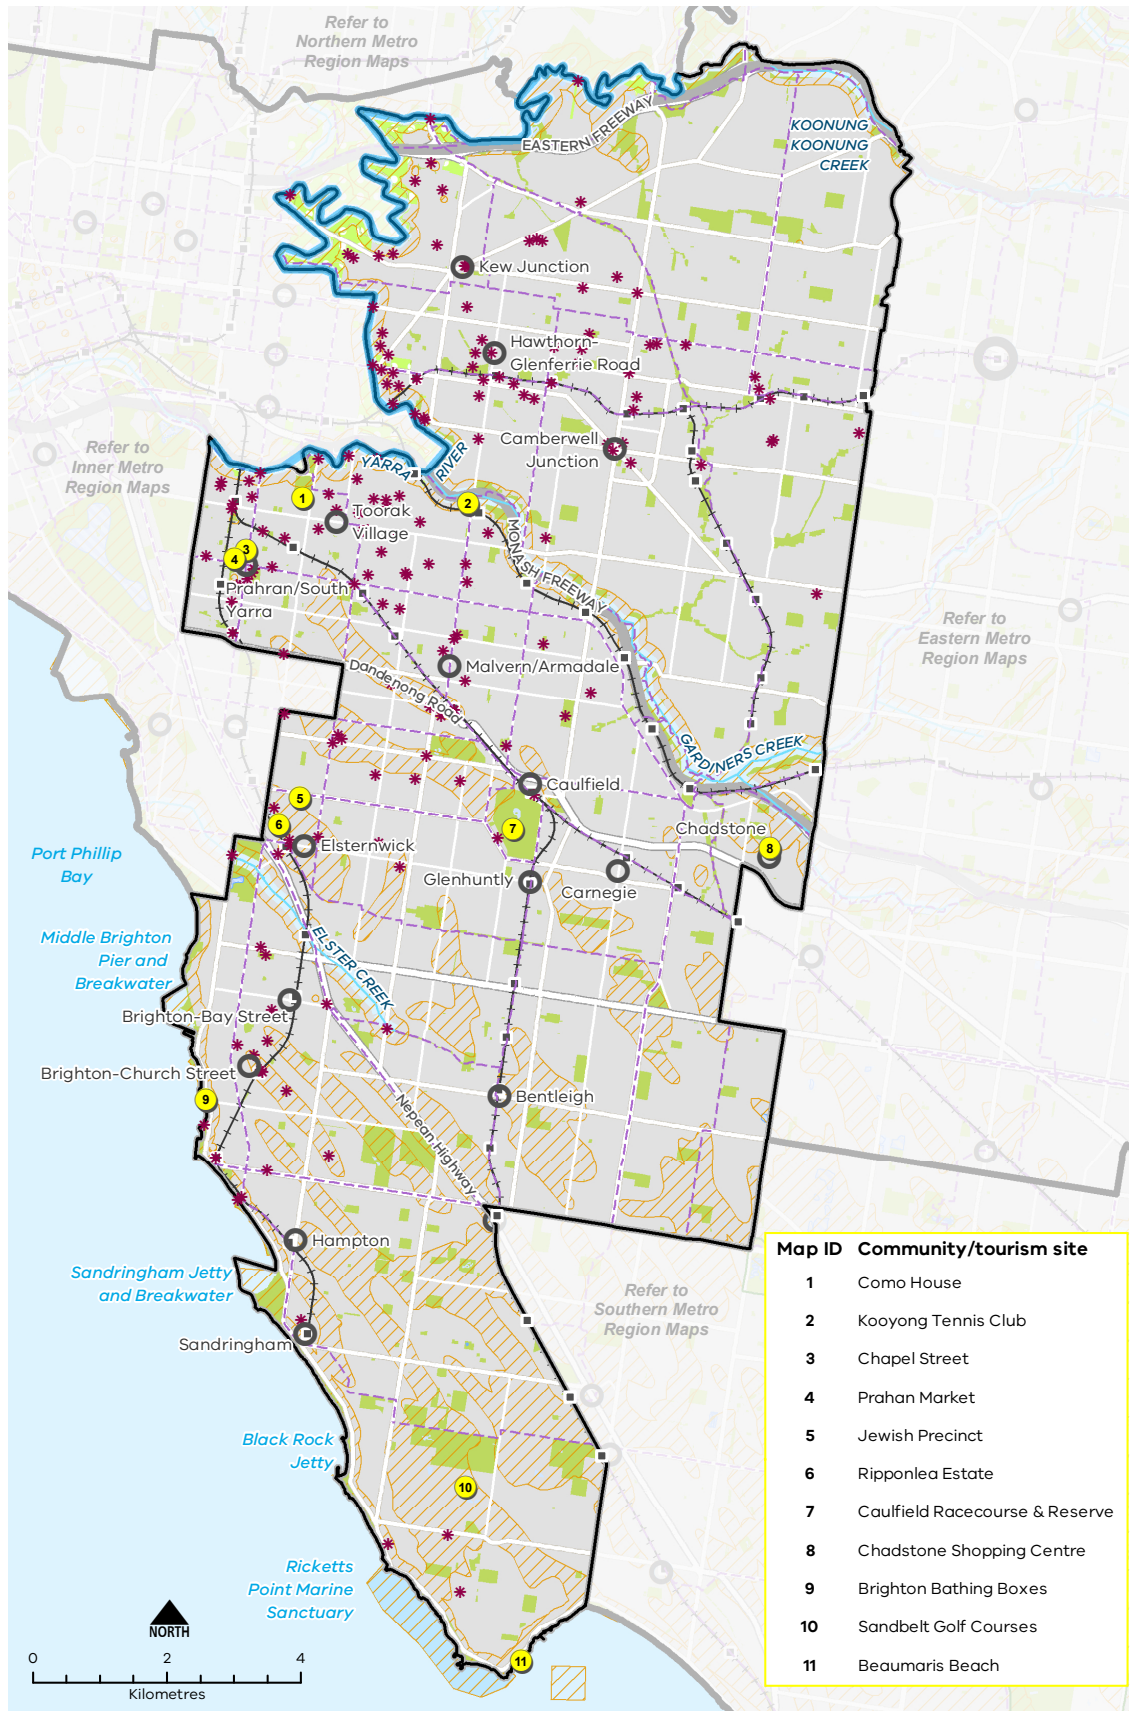 Refer to
Northern Metro
Region Maps
EASTERN FREEWAY
KOONUNG
KOONUNG
CREEK
Kew Junction
Hawthorn-
Glenferrie Road
Camberwell
Junction
Refer to
Inner Metro
Region Maps
YARRA
RIVER
1
2
Toorak
Village
MONASH FREEWAY
3
4
Prahran/South
Yarra
Refer to
Eastern Metro
Region Maps
Malvern/Armadale
Dandenong Road
GARDINERS CREEK
Caulfield
5
6
7
Chadstone
8
Elsternwick
Port Phillip
Bay
Glenhuntly
Carnegie
ELSTER CREEK
Middle Brighton
Pier and
Breakwater
Brighton-Bay Street
Brighton-Church Street
9
Bentleigh
Nepean Highway
Hampton
Sandringham Jetty
and Breakwater
Refer to
Southern Metro
Region Maps
Sandringham
Black Rock
Jetty
10
Ricketts
Point Marine
Sanctuary
11
NORTH
0 2 4
Kilometres
Map ID Community/tourism site
1 Como House
2 Kooyong Tennis Club
3 Chapel Street
4 Prahan Market
5 Jewish Precinct
6 Ripponlea Estate
7 Caulfield Racecourse & Reserve
8 Chadstone Shopping Centre
9 Brighton Bathing Boxes
10 Sandbelt Golf Courses
11 Beaumaris Beach